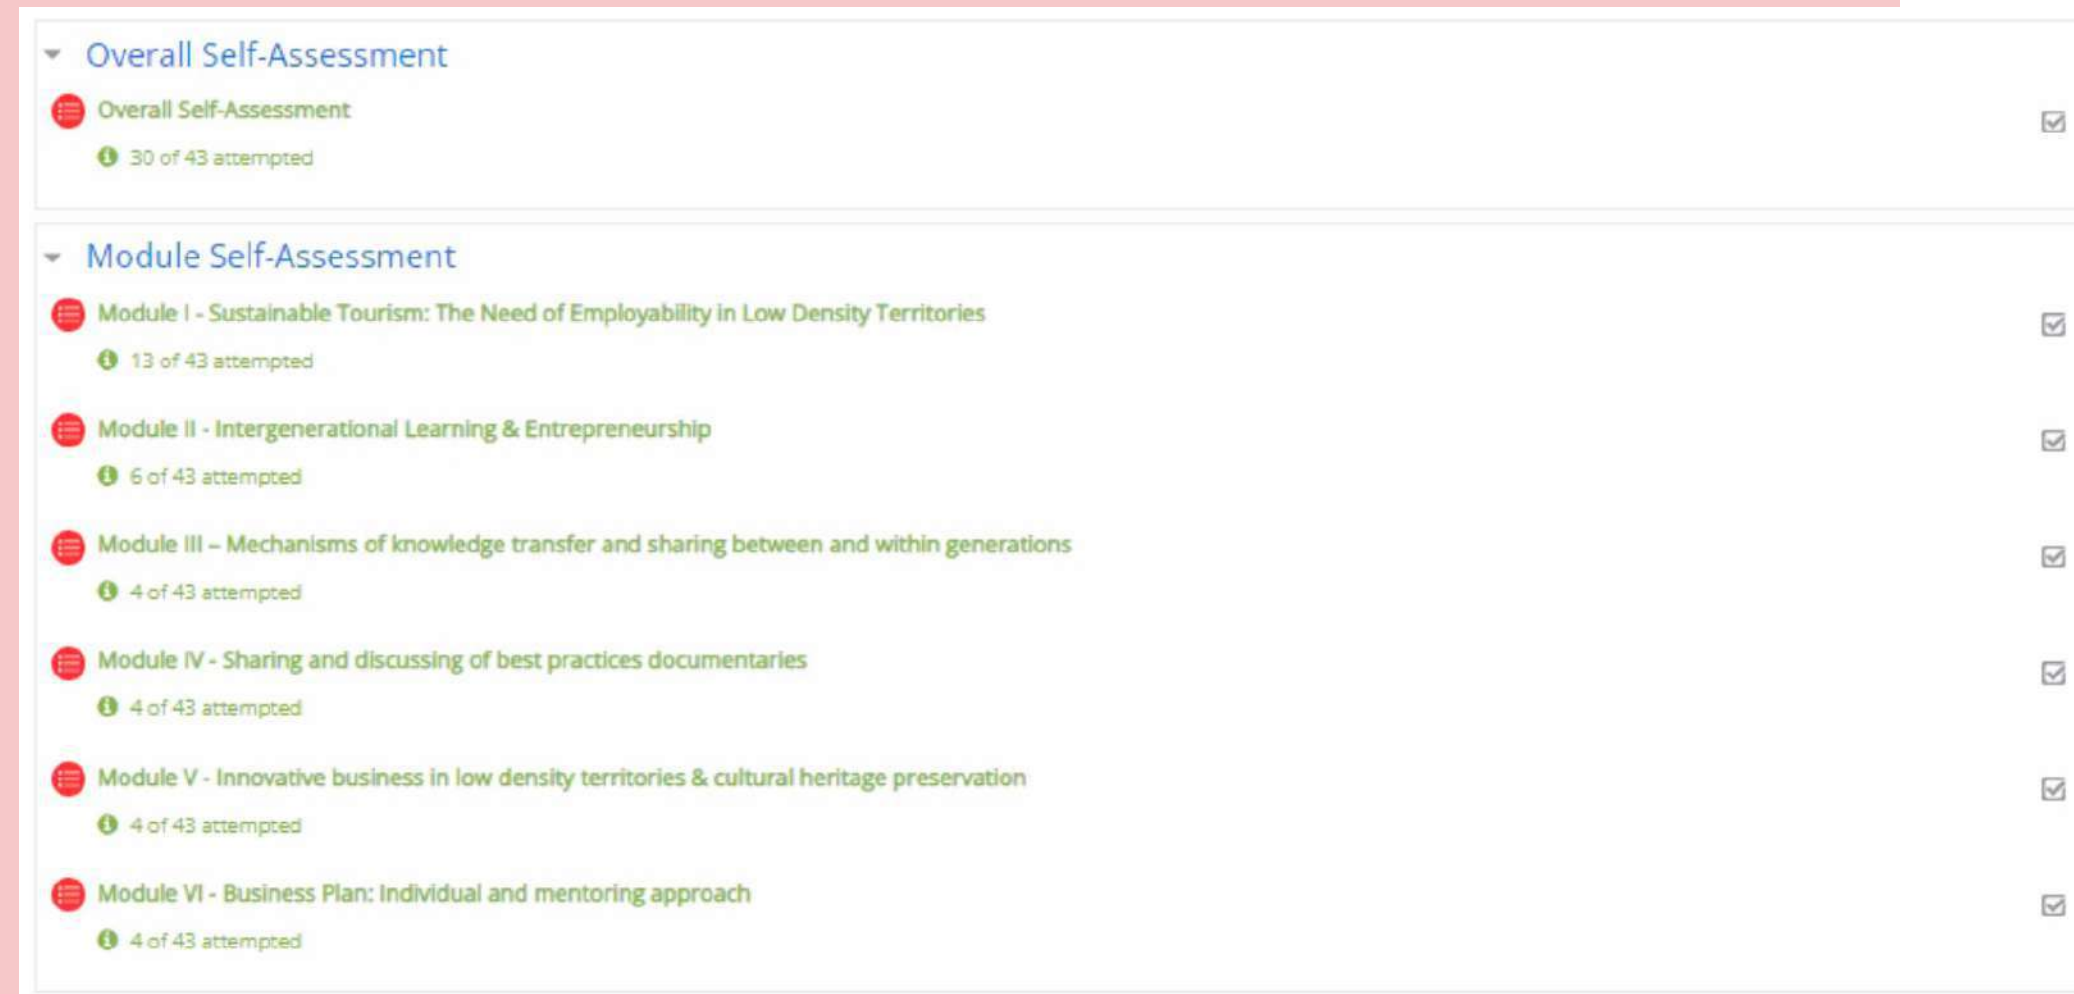 Overall Self-Assessment
Overall Self-Assessment
30 of 43 attempted
Module Self-Assessment
Module I - Sustainable Tourism: The Need of Employability in Low Density Territories
13 of 43 attempted
Module II - Intergenerational Learning & Entrepreneurship
6 of 43 attempted
Module III – Mechanisms of knowledge transfer and sharing between and within generations
4 of 43 attempted
Module IV - Sharing and discussing of best practices documentaries
4 of 43 attempted
Module V - Innovative business in low density territories & cultural heritage preservation
4 of 43 attempted
Module VI - Business Plan: Individual and mentoring approach
4 of 43 attempted